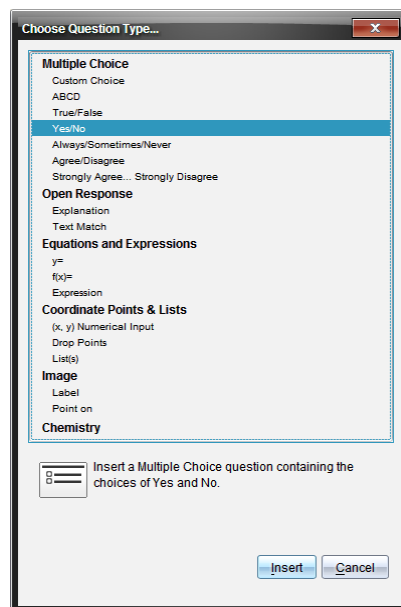 Choose Question Type...
x
Multiple Choice
Custom Choice
ABCD
True/False
Yes/No
Always/Sometimes/Never
Agree/Disagree
Strongly Agree... Strongly Disagree
Open Response
Explanation
Text Match
Equations and Expressions
y=
f(x)=
Expression
Coordinate Points & Lists
(x, y) Numerical Input
Drop Points
List(s)
Image
Label
Point on
Chemistry
Insert a Multiple Choice question containing the
choices of Yes and No.
Insert Cancel